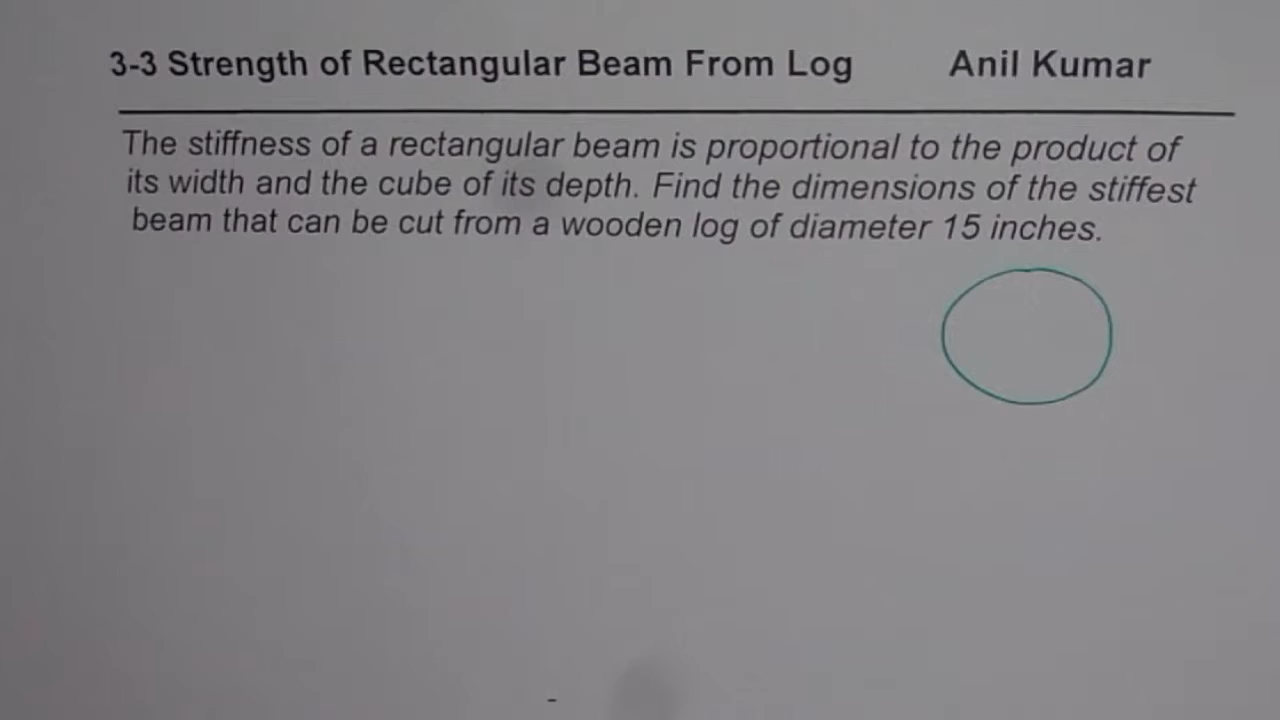 3-3 Strength of Rectangular Beam From Log Anil Kumar
The stiffness of a rectangular beam is proportional to the product of
its width and the cube of its depth. Find the dimensions of the stiffest
beam that can be cut from a wooden log of diameter 15 inches.